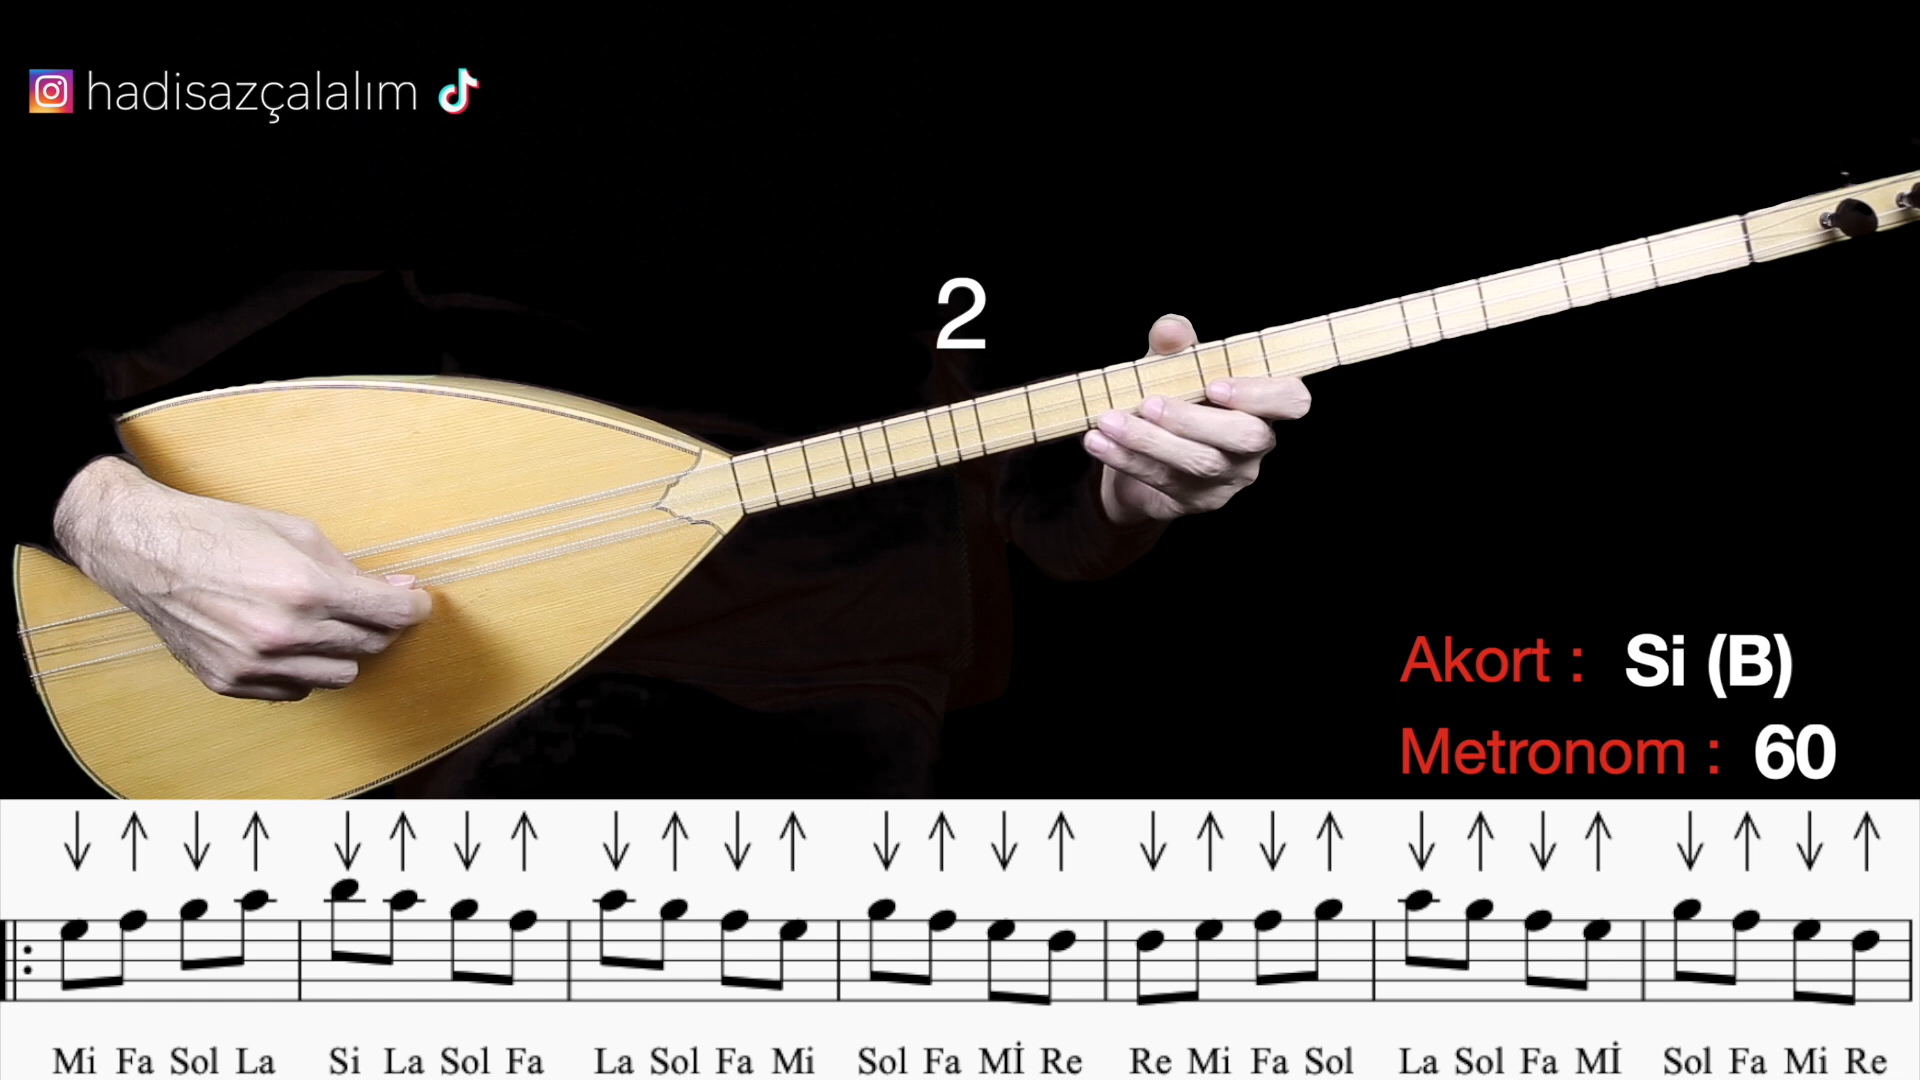 hadisazçalalım
2
Akort : Si (B)
Metronom : 60
Mi Fa Sol La Si La Sol Fa La Sol Fa Mi Sol Fa Mİ Re Re Mi Fa Sol La Sol Fa Mİ Sol Fa Mi Re